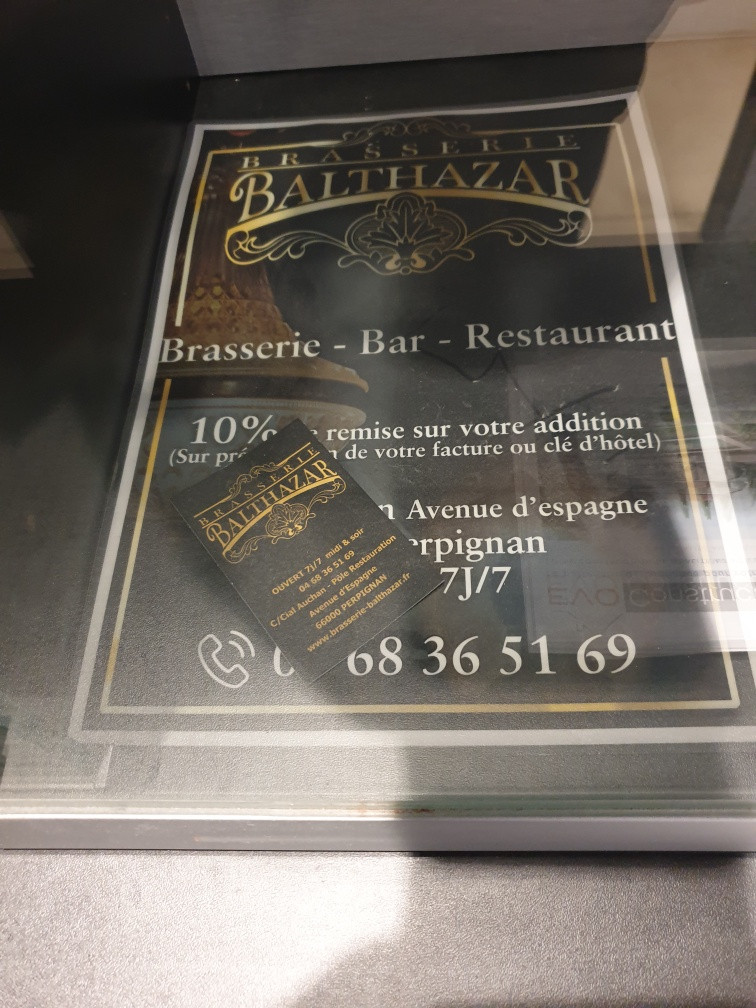 BRASSERIE
BALTHAZAR
Brasserie - Bar - Restaurant
10% remise sur votre addition
(Sur de votre facture ou clé d'hôtel)
Avenue d'espagne
7J/7
68 36 51 69
BRASSERIE
BALTHAZAR
OUVERT 7J/7 midi & soir
04 68 36 51 69
C/Cial Auchan - Pôle Restauration
Avenue d'Espagne
66000 PERPIGNAN
www.brasserie-balthazar.fr
EVO